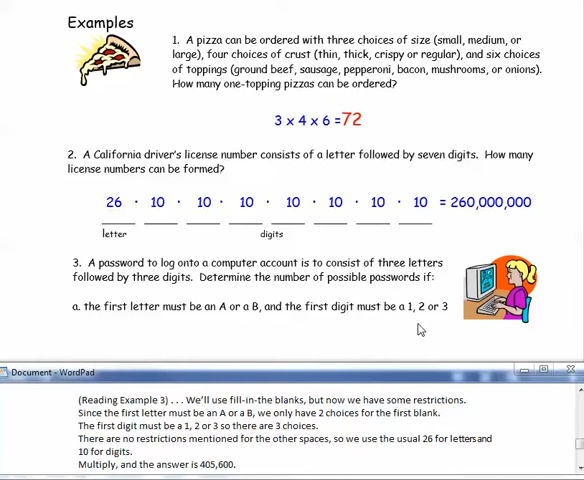 Examples
1. A pizza can be ordered with three choices of size (small, medium, or
large), four choices of crust (thin, thick, crispy or regular), and six choices
of toppings (ground beef, sausage, pepperoni, bacon, mushrooms, or onions).
How many one-topping pizzas can be ordered?
3 x 4 x 6 =72
2. A California driver's license number consists of a letter followed by seven digits. How many
license numbers can be formed?
26 · 10 · 10 · 10 · 10 · 10 · 10 · 10 = 260,000,000
letter digits
3. A password to log onto a computer account is to consist of three letters
followed by three digits. Determine the number of possible passwords if:
a. the first letter must be an A or a B, and the first digit must be a 1, 2 or 3
Document - WordPad
(Reading Example 3) . . . We'll use fill-in-the blanks, but now we have some restrictions.
Since the first letter must be an A or a B, we only have 2 choices for the first blank.
The first digit must be a 1, 2 or 3 so there are 3 choices.
There are no restrictions mentioned for the other spaces, so we use the usual 26 for letters and
10 for digits.
Multiply, and the answer is 405,600.